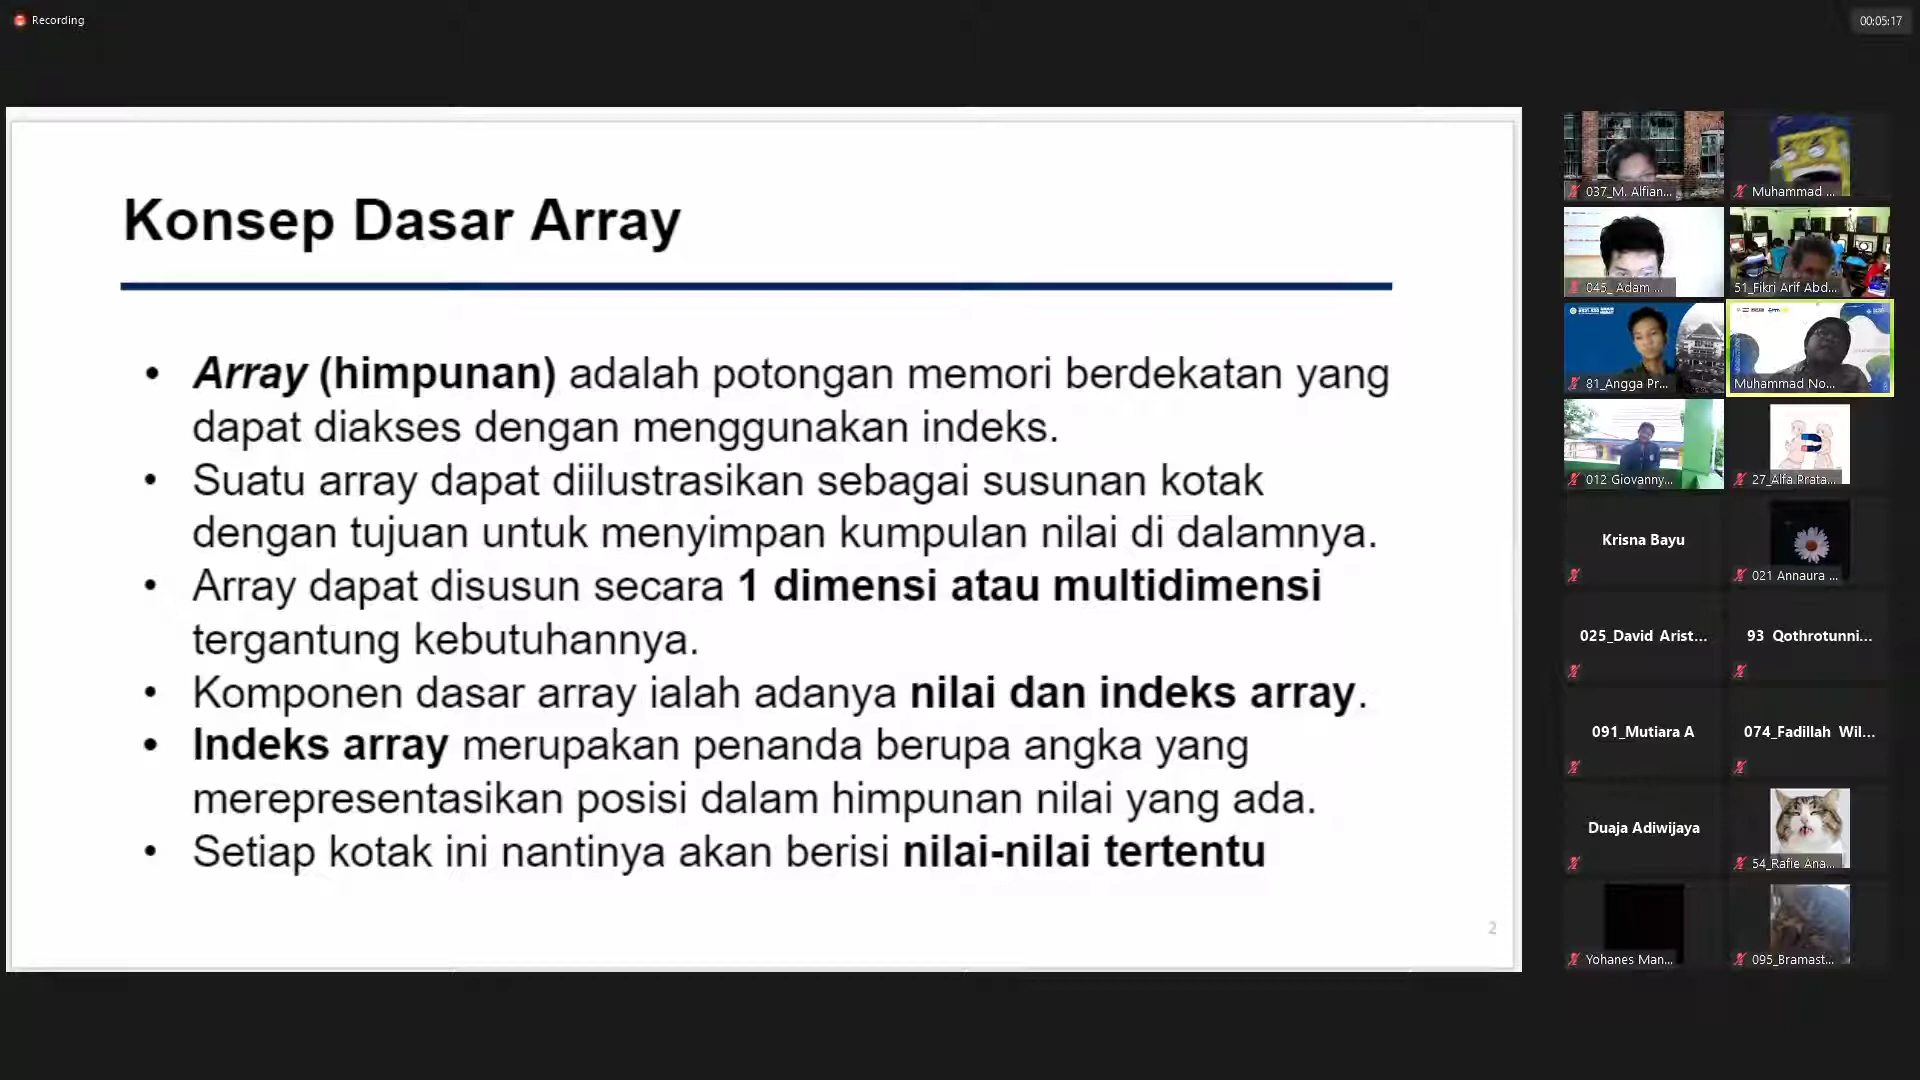 Recording
00:05:17
Konsep Dasar Array
• Array (himpunan) adalah potongan memori berdekatan yang
dapat diakses dengan menggunakan indeks.
• Suatu array dapat diilustrasikan sebagai susunan kotak
dengan tujuan untuk menyimpan kumpulan nilai di dalamnya.
• Array dapat disusun secara 1 dimensi atau multidimensi
tergantung kebutuhannya.
• Komponen dasar array ialah adanya nilai dan indeks array.
• Indeks array merupakan penanda berupa angka yang
merepresentasikan posisi dalam himpunan nilai yang ada.
• Setiap kotak ini nantinya akan berisi nilai-nilai tertentu
2
037_M. Alfian...
Muhammad ...
045_ Adam ...
51_Fikri Arif Abd...
81_Angga Pr...
Muhammad No...
012 Giovanny...
27_Alfa Prata...
Krisna Bayu
021 Annaura ...
025_David Arist...
93 Qothrotunni...
091_Mutiara A
074_Fadillah Wil...
Duaja Adiwijaya
54_Rafie Ana...
Yohanes Man...
095_Bramast...